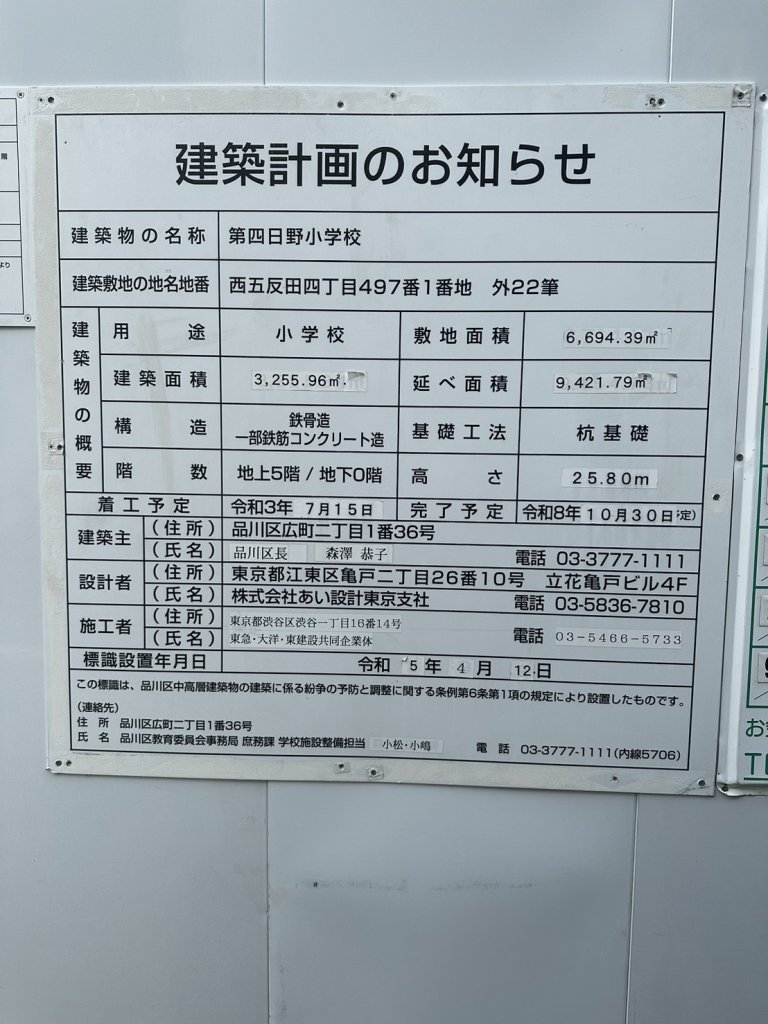 建築計画のお知らせ
建築物の名称 第四日野小学校
建築敷地の地名地番 西五反田四丁目497番1番地 外22筆
建築物の概要
用途 小学校 敷地面積 6,694.39㎡
建築面積 3,255.96㎡ 延べ面積 9,421.79㎡
構造 鉄骨造 一部鉄筋コンクリート造 基礎工法 杭基礎
階数 地上5階 / 地下0階 高さ 25.80m
着工予定 令和3年 7月15日 完了予定 令和8年10月30日
建築主 (住所) 品川区広町二丁目1番36号
(氏名) 品川区長 森澤 恭子 電話 03-3777-1111
設計者 (住所) 東京都江東区亀戸二丁目26番10号 立花亀戸ビル4F
(氏名) 株式会社あい設計東京支社 電話 03-5836-7810
施工者 (住所) 東京都渋谷区渋谷一丁目16番14号
(氏名) 東急・大洋・東建設共同企業体 電話 03-5466-5733
標識設置年月日 令和 5年 4月 12日
この標識は、品川区中高層建築物の建築に係る紛争の予防と調整に関する条例第6条第1項の規定により設置したものです。
(連絡先)
住 所 品川区広町二丁目1番36号
氏 名 品川区教育委員会事務局 庶務課 学校施設整備担当 小松・小嶋 電 話 03-3777-1111(内線5706)
階
より